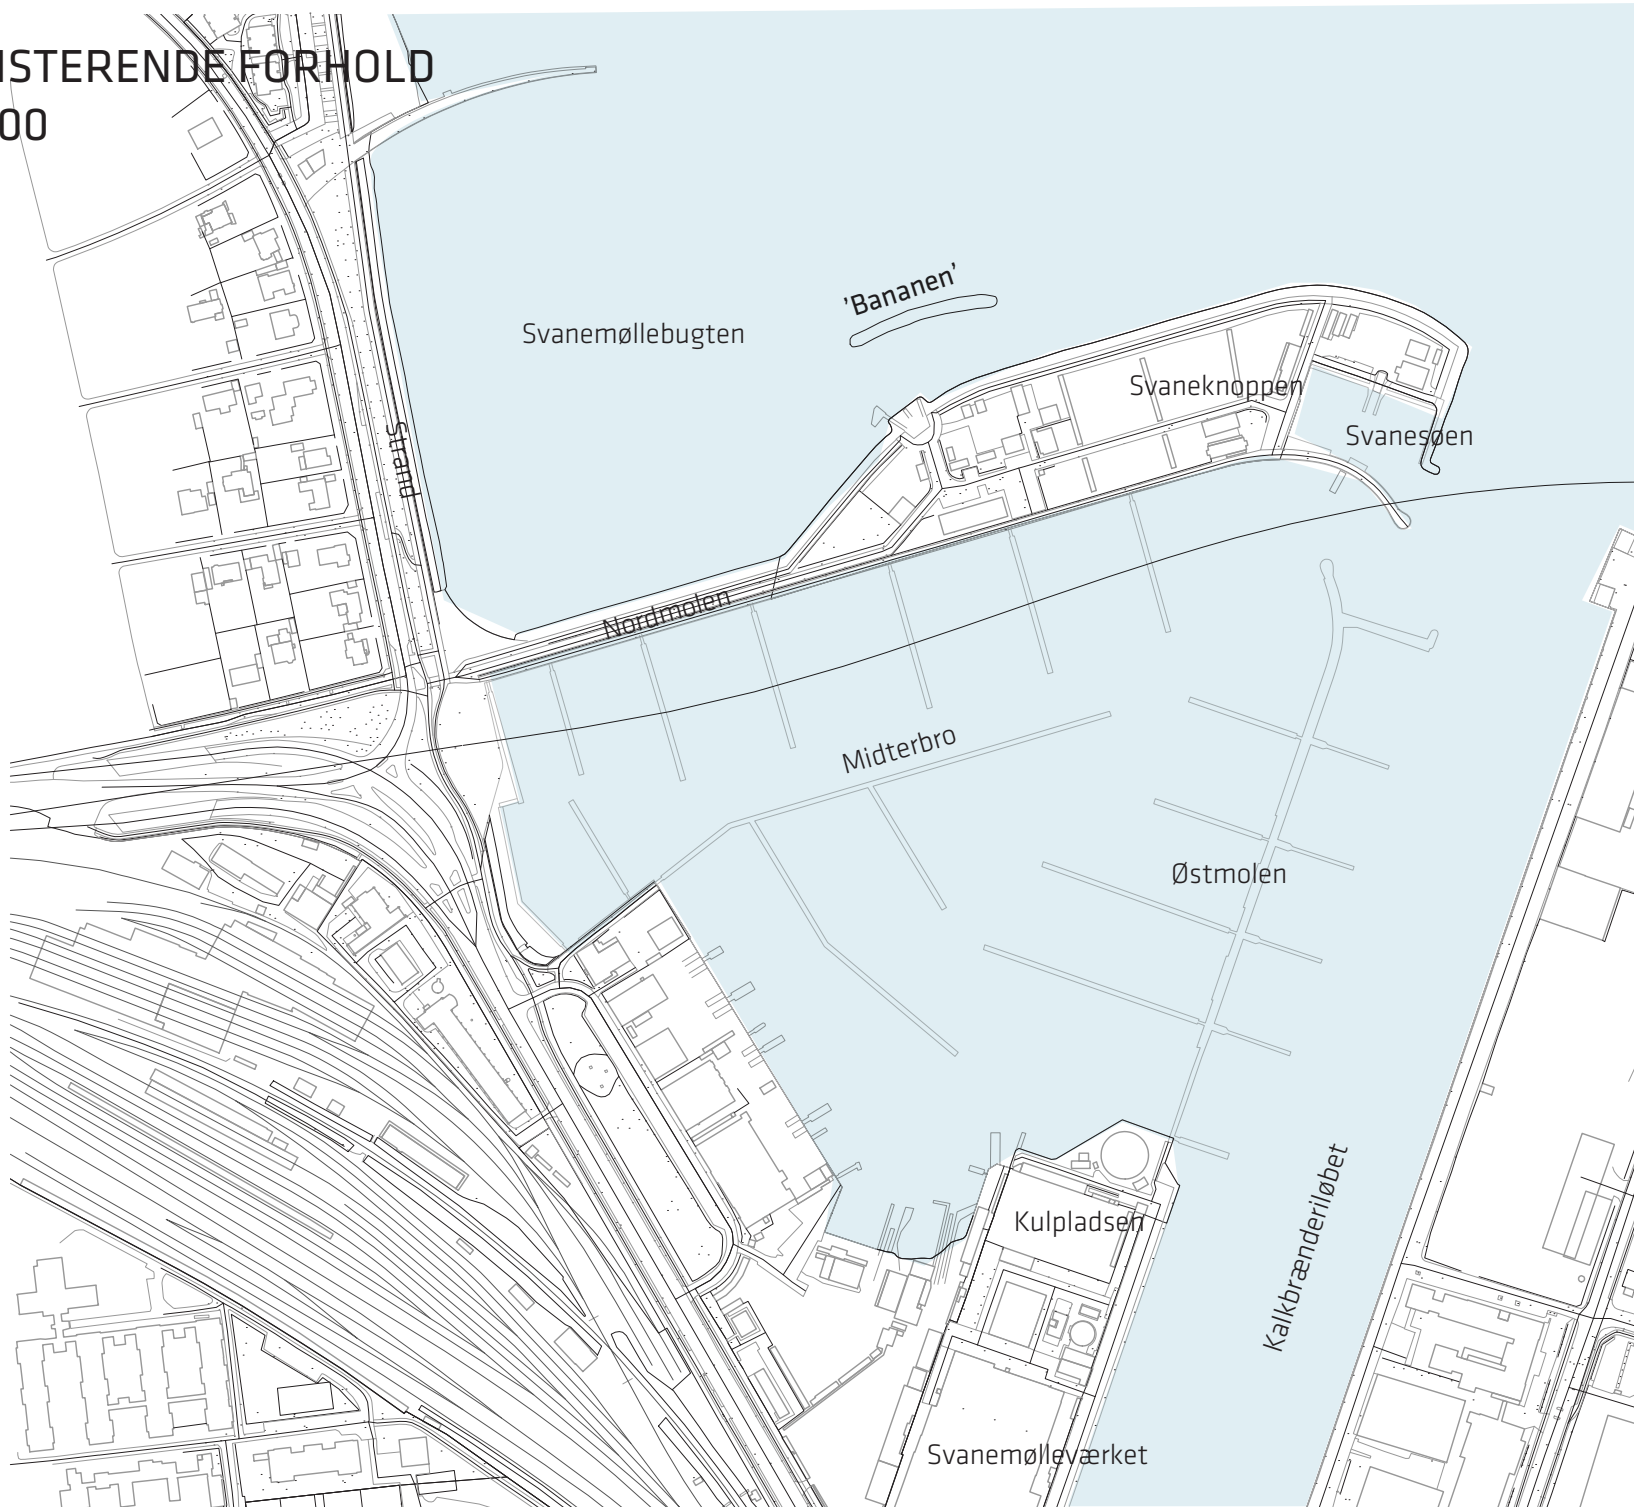 ISTERENDE FORHOLD
00
'Bananen'
Svanemøllebugten
Svaneknoppen
Svanesøen
Strand
Nordmolen
Midterbro
Østmolen
Kulpladsen
Kalkbrænderiløbet
Svanemølleværket